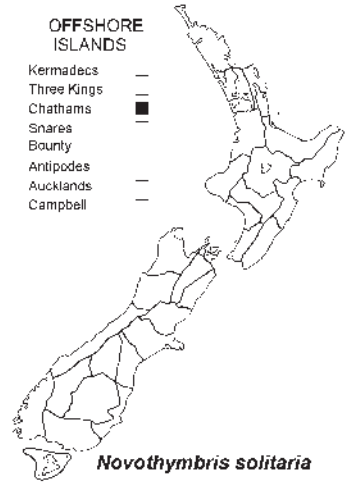 OFFSHORE
ISLANDS
Kermadecs
Three Kings
Chathams
Snares
Bounty
Antipodes
Aucklands
Campbell
Novothymbris solitaria